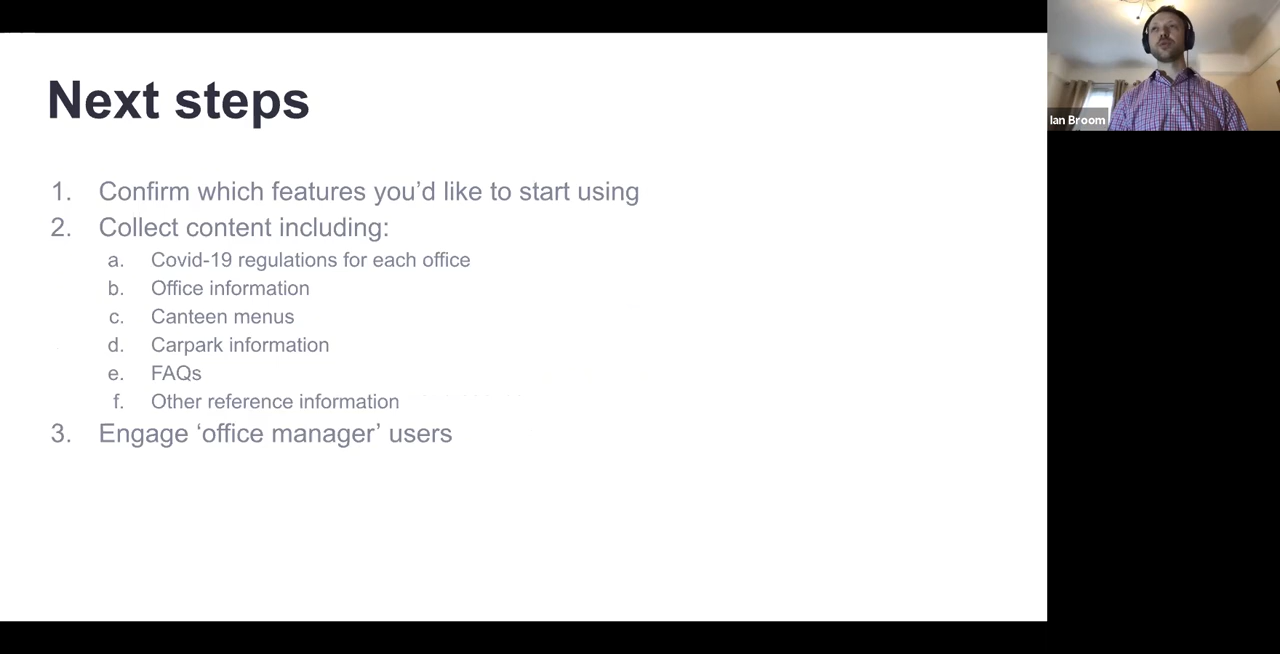 Next steps
1. Confirm which features you’d like to start using
2. Collect content including:
a. Covid-19 regulations for each office
b. Office information
c. Canteen menus
d. Carpark information
e. FAQs
f. Other reference information
3. Engage ‘office manager’ users
Ian Broom